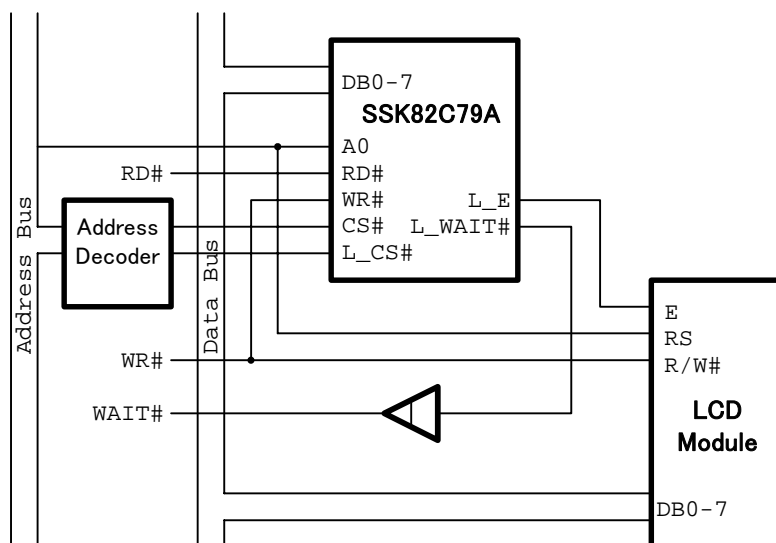 DB0-7
SSK82C79A
A0
RD#
RD#
WR#
L_E
Address
Decoder
CS#
L_WAIT#
L_CS#
Address Bus
Data Bus
E
RS
WR#
R/W#
WAIT#
LCD
Module
DB0-7